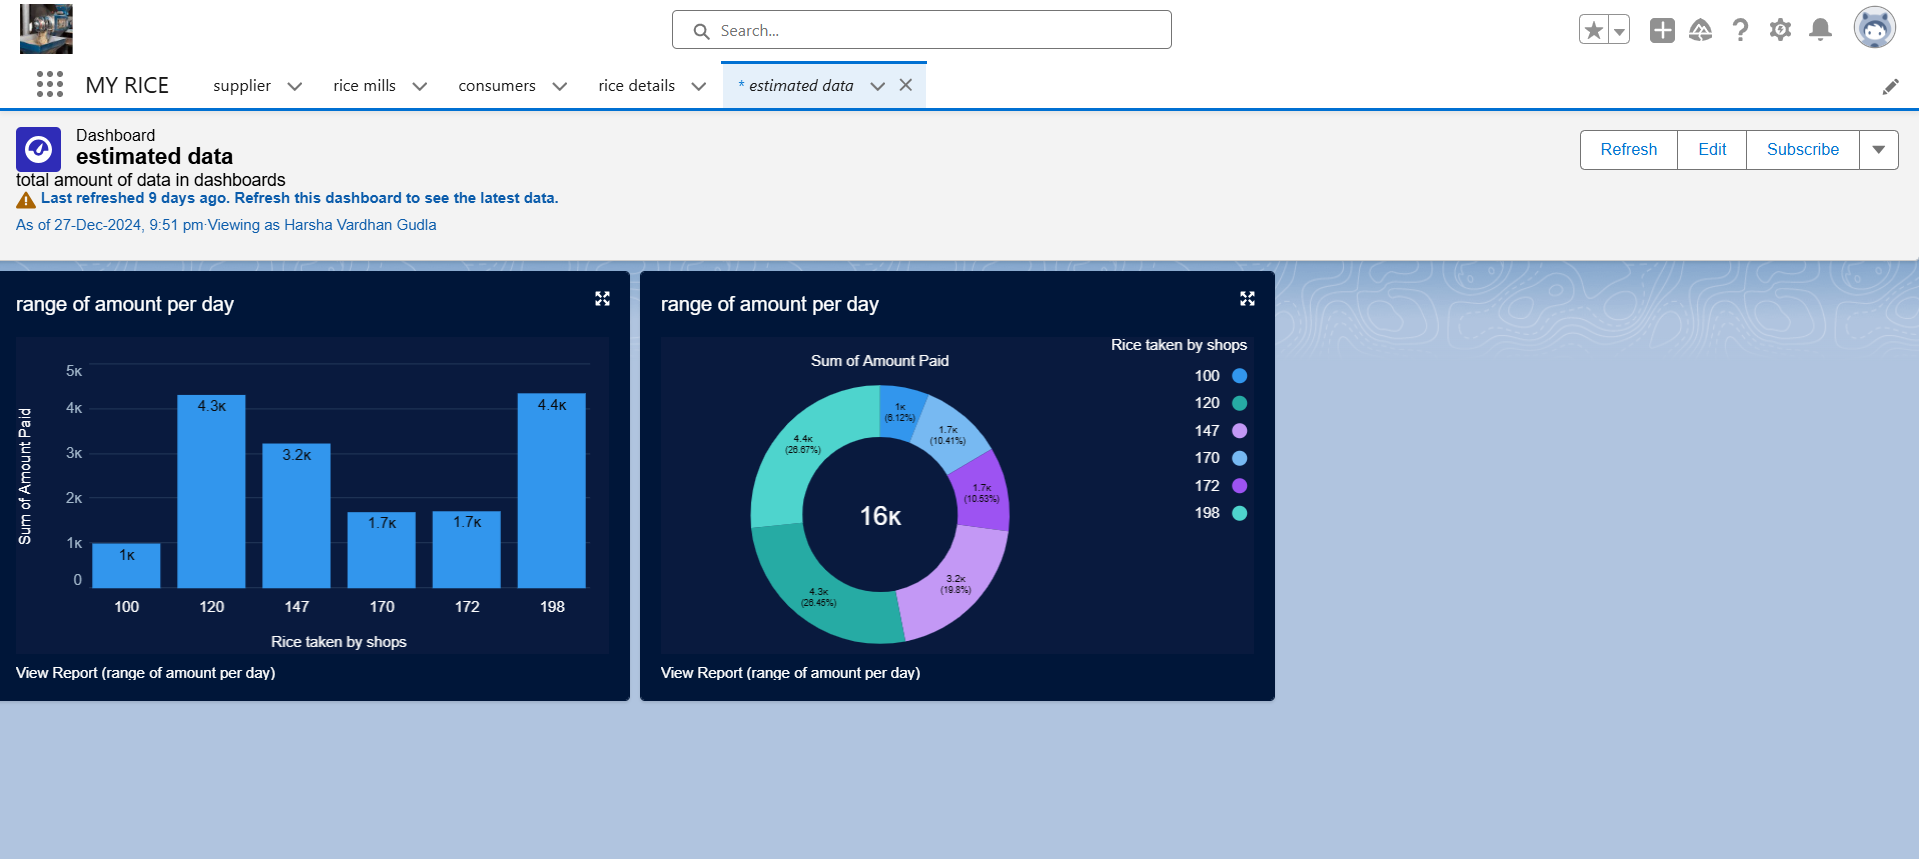 Search...
MY RICE
supplier
rice mills
consumers
rice details
* estimated data
Dashboard
estimated data
total amount of data in dashboards
Last refreshed 9 days ago. Refresh this dashboard to see the latest data.
As of 27-Dec-2024, 9:51 pm·Viewing as Harsha Vardhan Gudla
Refresh
Edit
Subscribe
range of amount per day
Sum of Amount Paid
5K
4K
3K
2K
1K
0
1K
4.3K
3.2K
1.7K
1.7K
4.4K
100
120
147
170
172
198
Rice taken by shops
View Report (range of amount per day)
range of amount per day
Sum of Amount Paid
Rice taken by shops
100
120
147
170
172
198
1K
(6.12%)
1.7K
(10.41%)
1.7K
(10.53%)
3.2K
(19.8%)
4.3K
(26.45%)
4.4K
(26.67%)
16K
View Report (range of amount per day)